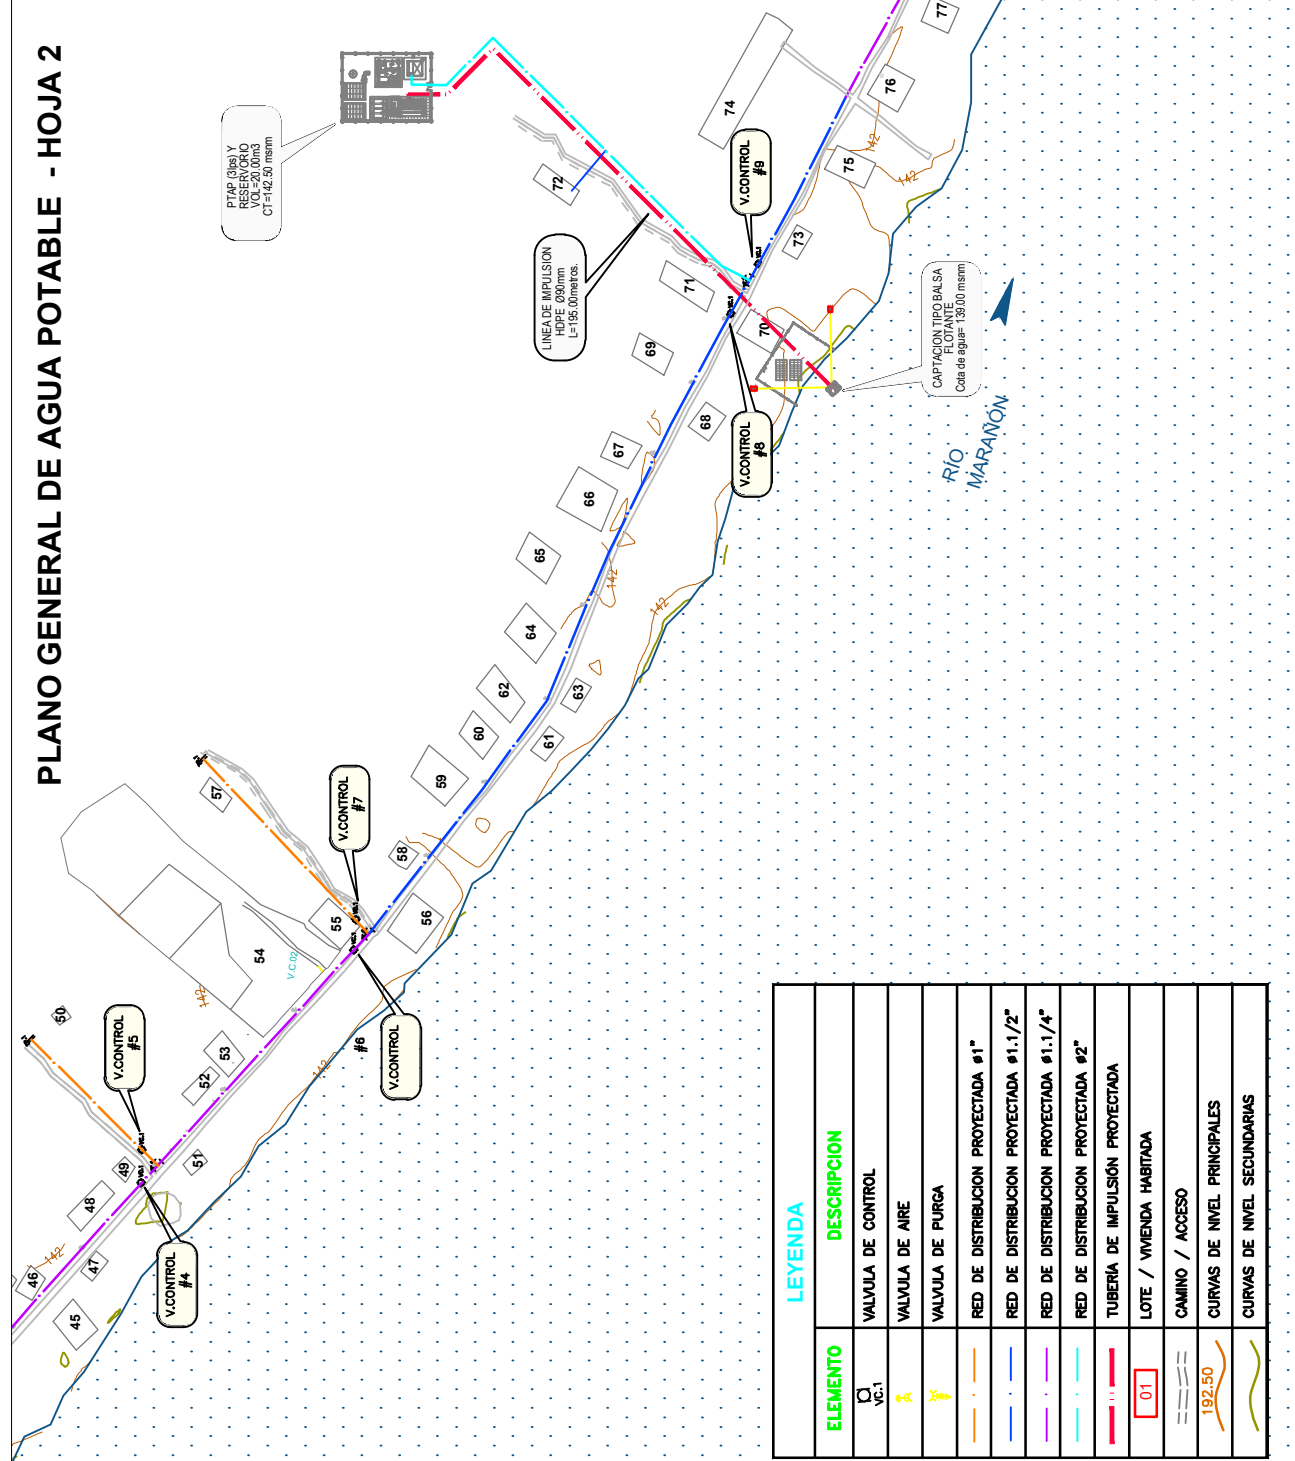 PLANO GENERAL DE AGUA POTABLE - HOJA 2
PTAP (3lps) Y
RESERVORIO
VOL=20.00m3
CT=142.50 msnm
LINEA DE IMPULSION
HDPE Ø90mm
L=195.00metros.
CAPTACION TIPO BALSA
FLOTANTE
Cota de agua= 139.00 msnm
RÍO
MARAÑÓN
V.CONTROL
#4
V.CONTROL
#5
V.CONTROL
#6
V.CONTROL
#7
V.CONTROL
#8
V.CONTROL
#9
V.C.02
45
46
47
48
49
50
51
52
53
54
55
56
57
58
59
60
61
62
63
64
65
66
67
68
69
70
71
72
73
74
75
76
77
142
142
142
142
142
142
142
LEYENDA
ELEMENTO DESCRIPCION
VC.1 VALVULA DE CONTROL
VALVULA DE AIRE
VALVULA DE PURGA
RED DE DISTRIBUCION PROYECTADA ø1"
RED DE DISTRIBUCION PROYECTADA ø1.1/2"
RED DE DISTRIBUCION PROYECTADA ø1.1/4"
RED DE DISTRIBUCION PROYECTADA ø2"
TUBERÍA DE IMPULSIÓN PROYECTADA
01 LOTE / VIVIENDA HABITADA
CAMINO / ACCESO
192.50 CURVAS DE NIVEL PRINCIPALES
CURVAS DE NIVEL SECUNDARIAS